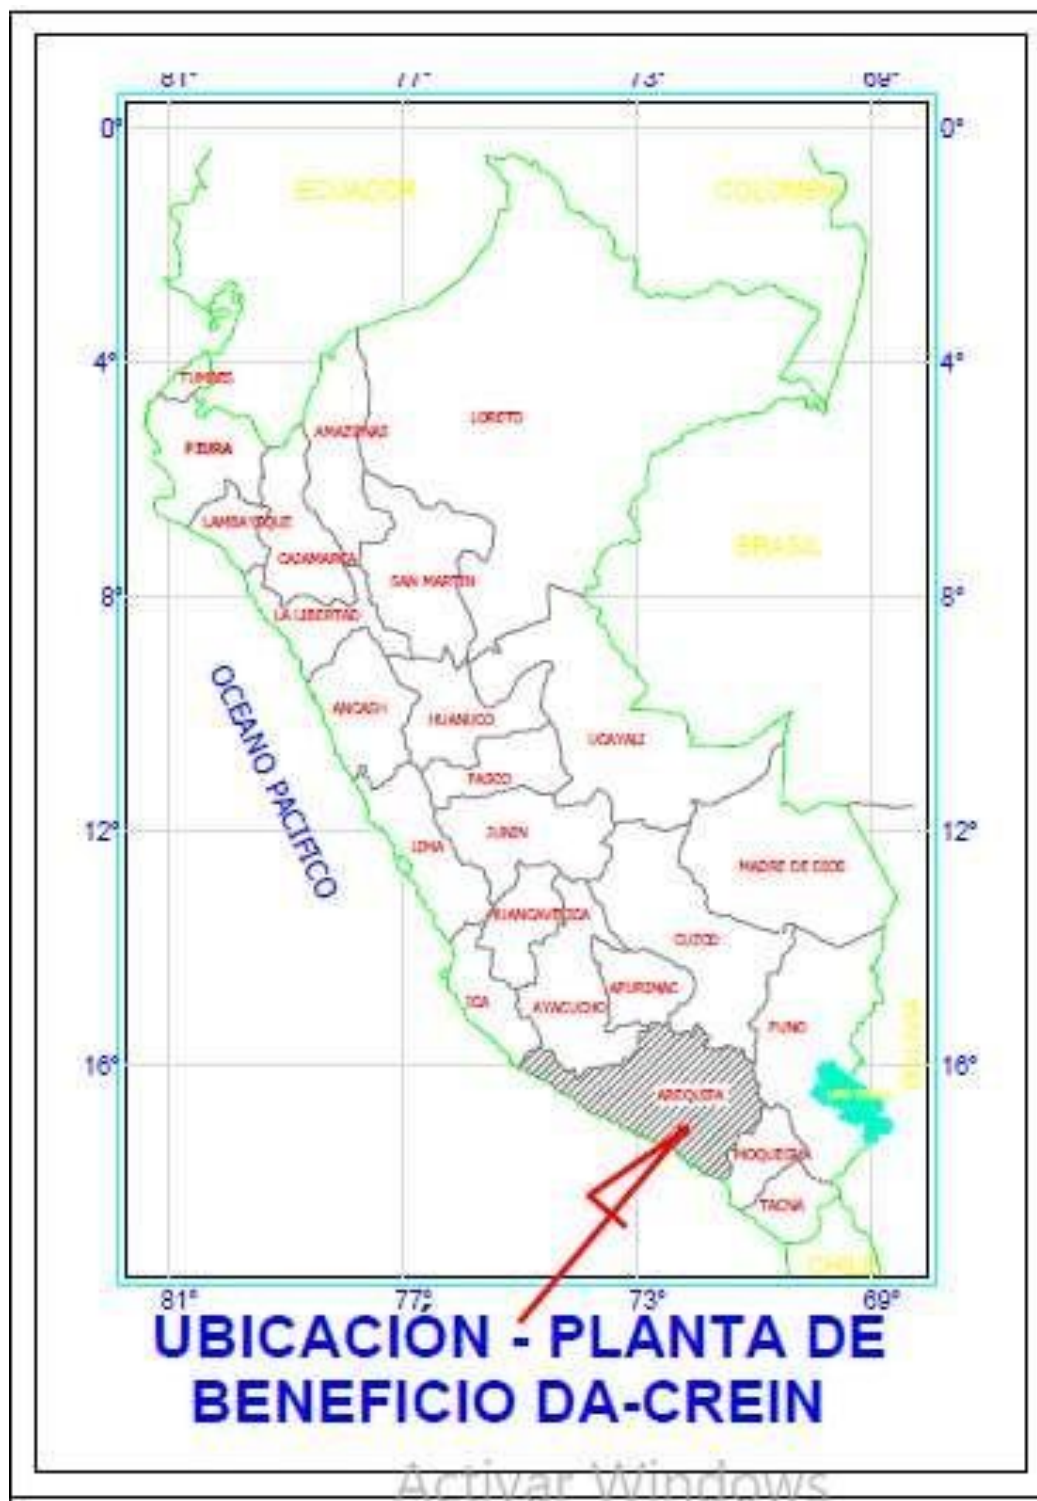 81° 77° 73° 69°
0° 0°
ECUADOR COLOMBIA
4° 4°
TUMBES
LORETO
AMAZONAS
PIURA
LAMBAYEQUE
BRASIL
CAJAMARCA
SAN MARTIN
8° 8°
LA LIBERTAD
OCEANO PACIFICO
ANCASH
HUANUCO
UCAYALI
PASCO
12° 12°
JUNIN
LIMA
MADRE DE DIOS
HUANCAVELICA
CUZCO
APURIMAC
ICA
AYACUCHO
PUNO
BOLIVIA
16° 16°
AREQUIPA
MOQUEGUA
TACNA
CHILE
81° 77° 73° 69°
UBICACIÓN - PLANTA DE
BENEFICIO DA-CREIN
Activar Windows